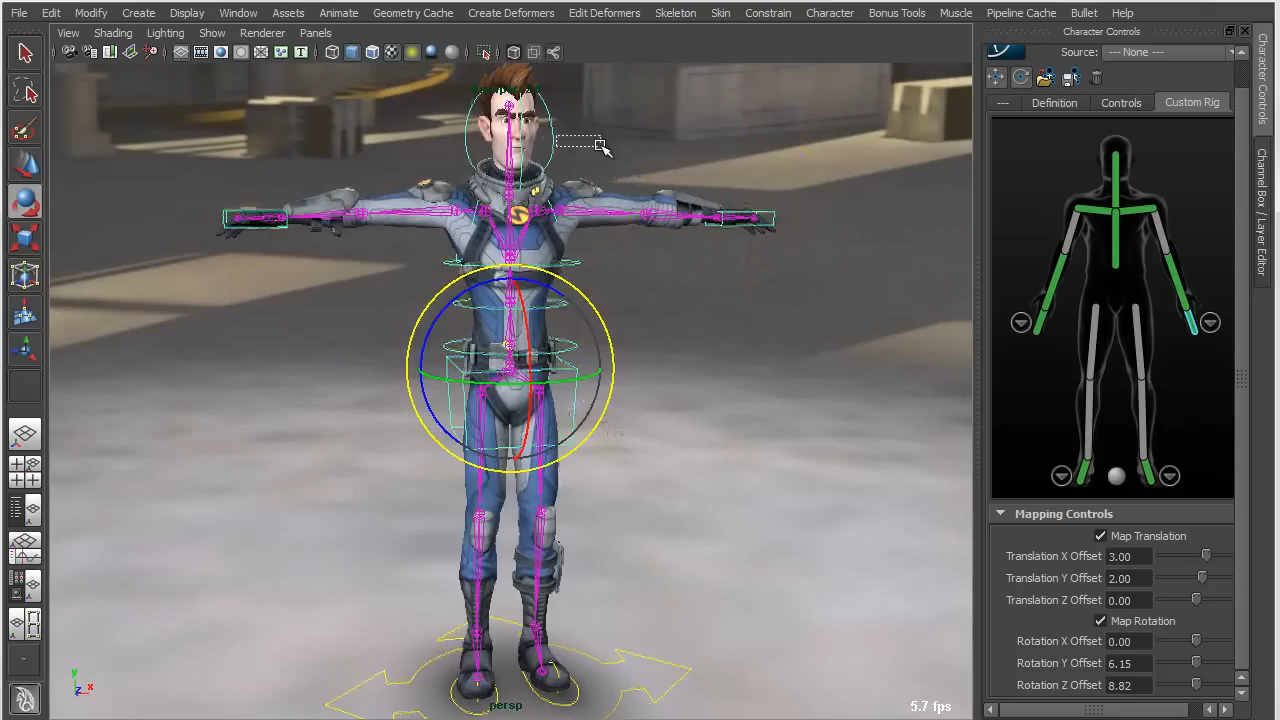 File Edit Modify Create Display Window Assets Animate Geometry Cache Create Deformers Edit Deformers Skeleton Skin Constrain Character Bonus Tools Muscle Pipeline Cache Bullet Help
View Shading Lighting Show Renderer Panels
Character Controls
Source: --- None ---
--- Definition Controls Custom Rig
Character Controls
Channel Box / Layer Editor
Mapping Controls
Map Translation
Translation X Offset 3.00
Translation Y Offset 2.00
Translation Z Offset 0.00
Map Rotation
Rotation X Offset 0.00
Rotation Y Offset 6.15
Rotation Z Offset 8.82
y
z x
persp
5.7 fps